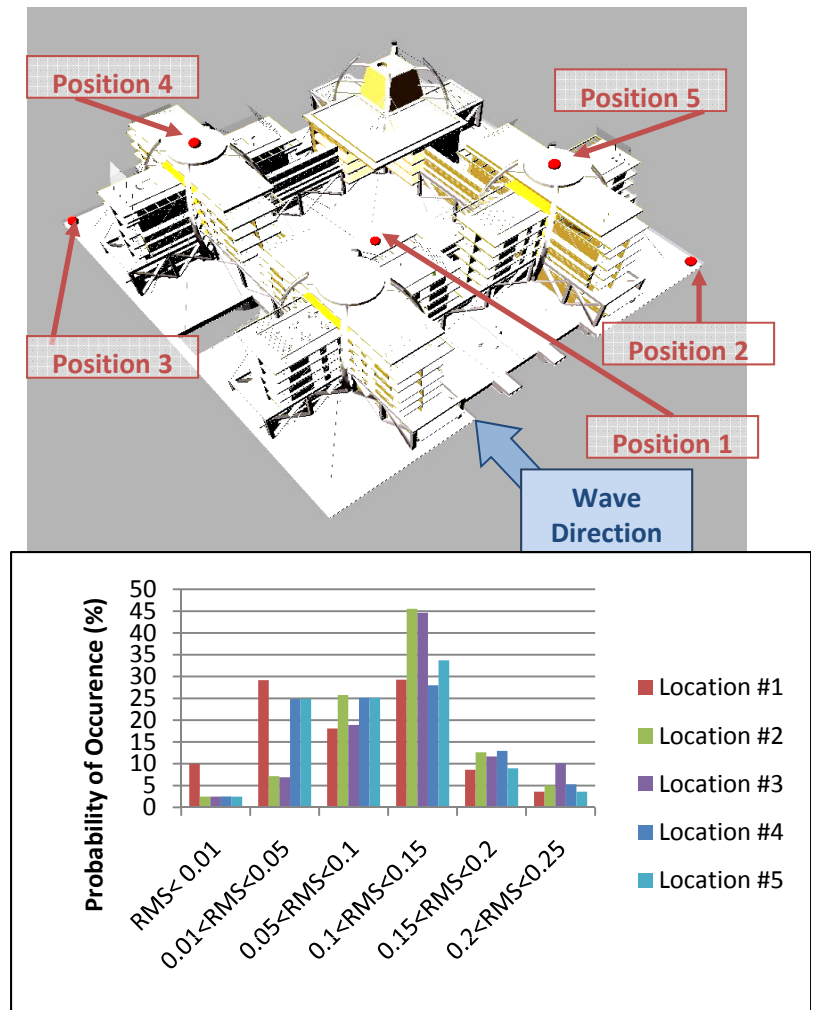 Position 4
Position 5
Position 3
Position 2
Position 1
Wave
Direction
Probability of Occurence (%)
50
45
40
35
30
25
20
15
10
5
0
RMS< 0.01
0.01<RMS<0.05
0.05<RMS<0.1
0.1<RMS<0.15
0.15<RMS<0.2
0.2<RMS<0.25
Location #1
Location #2
Location #3
Location #4
Location #5